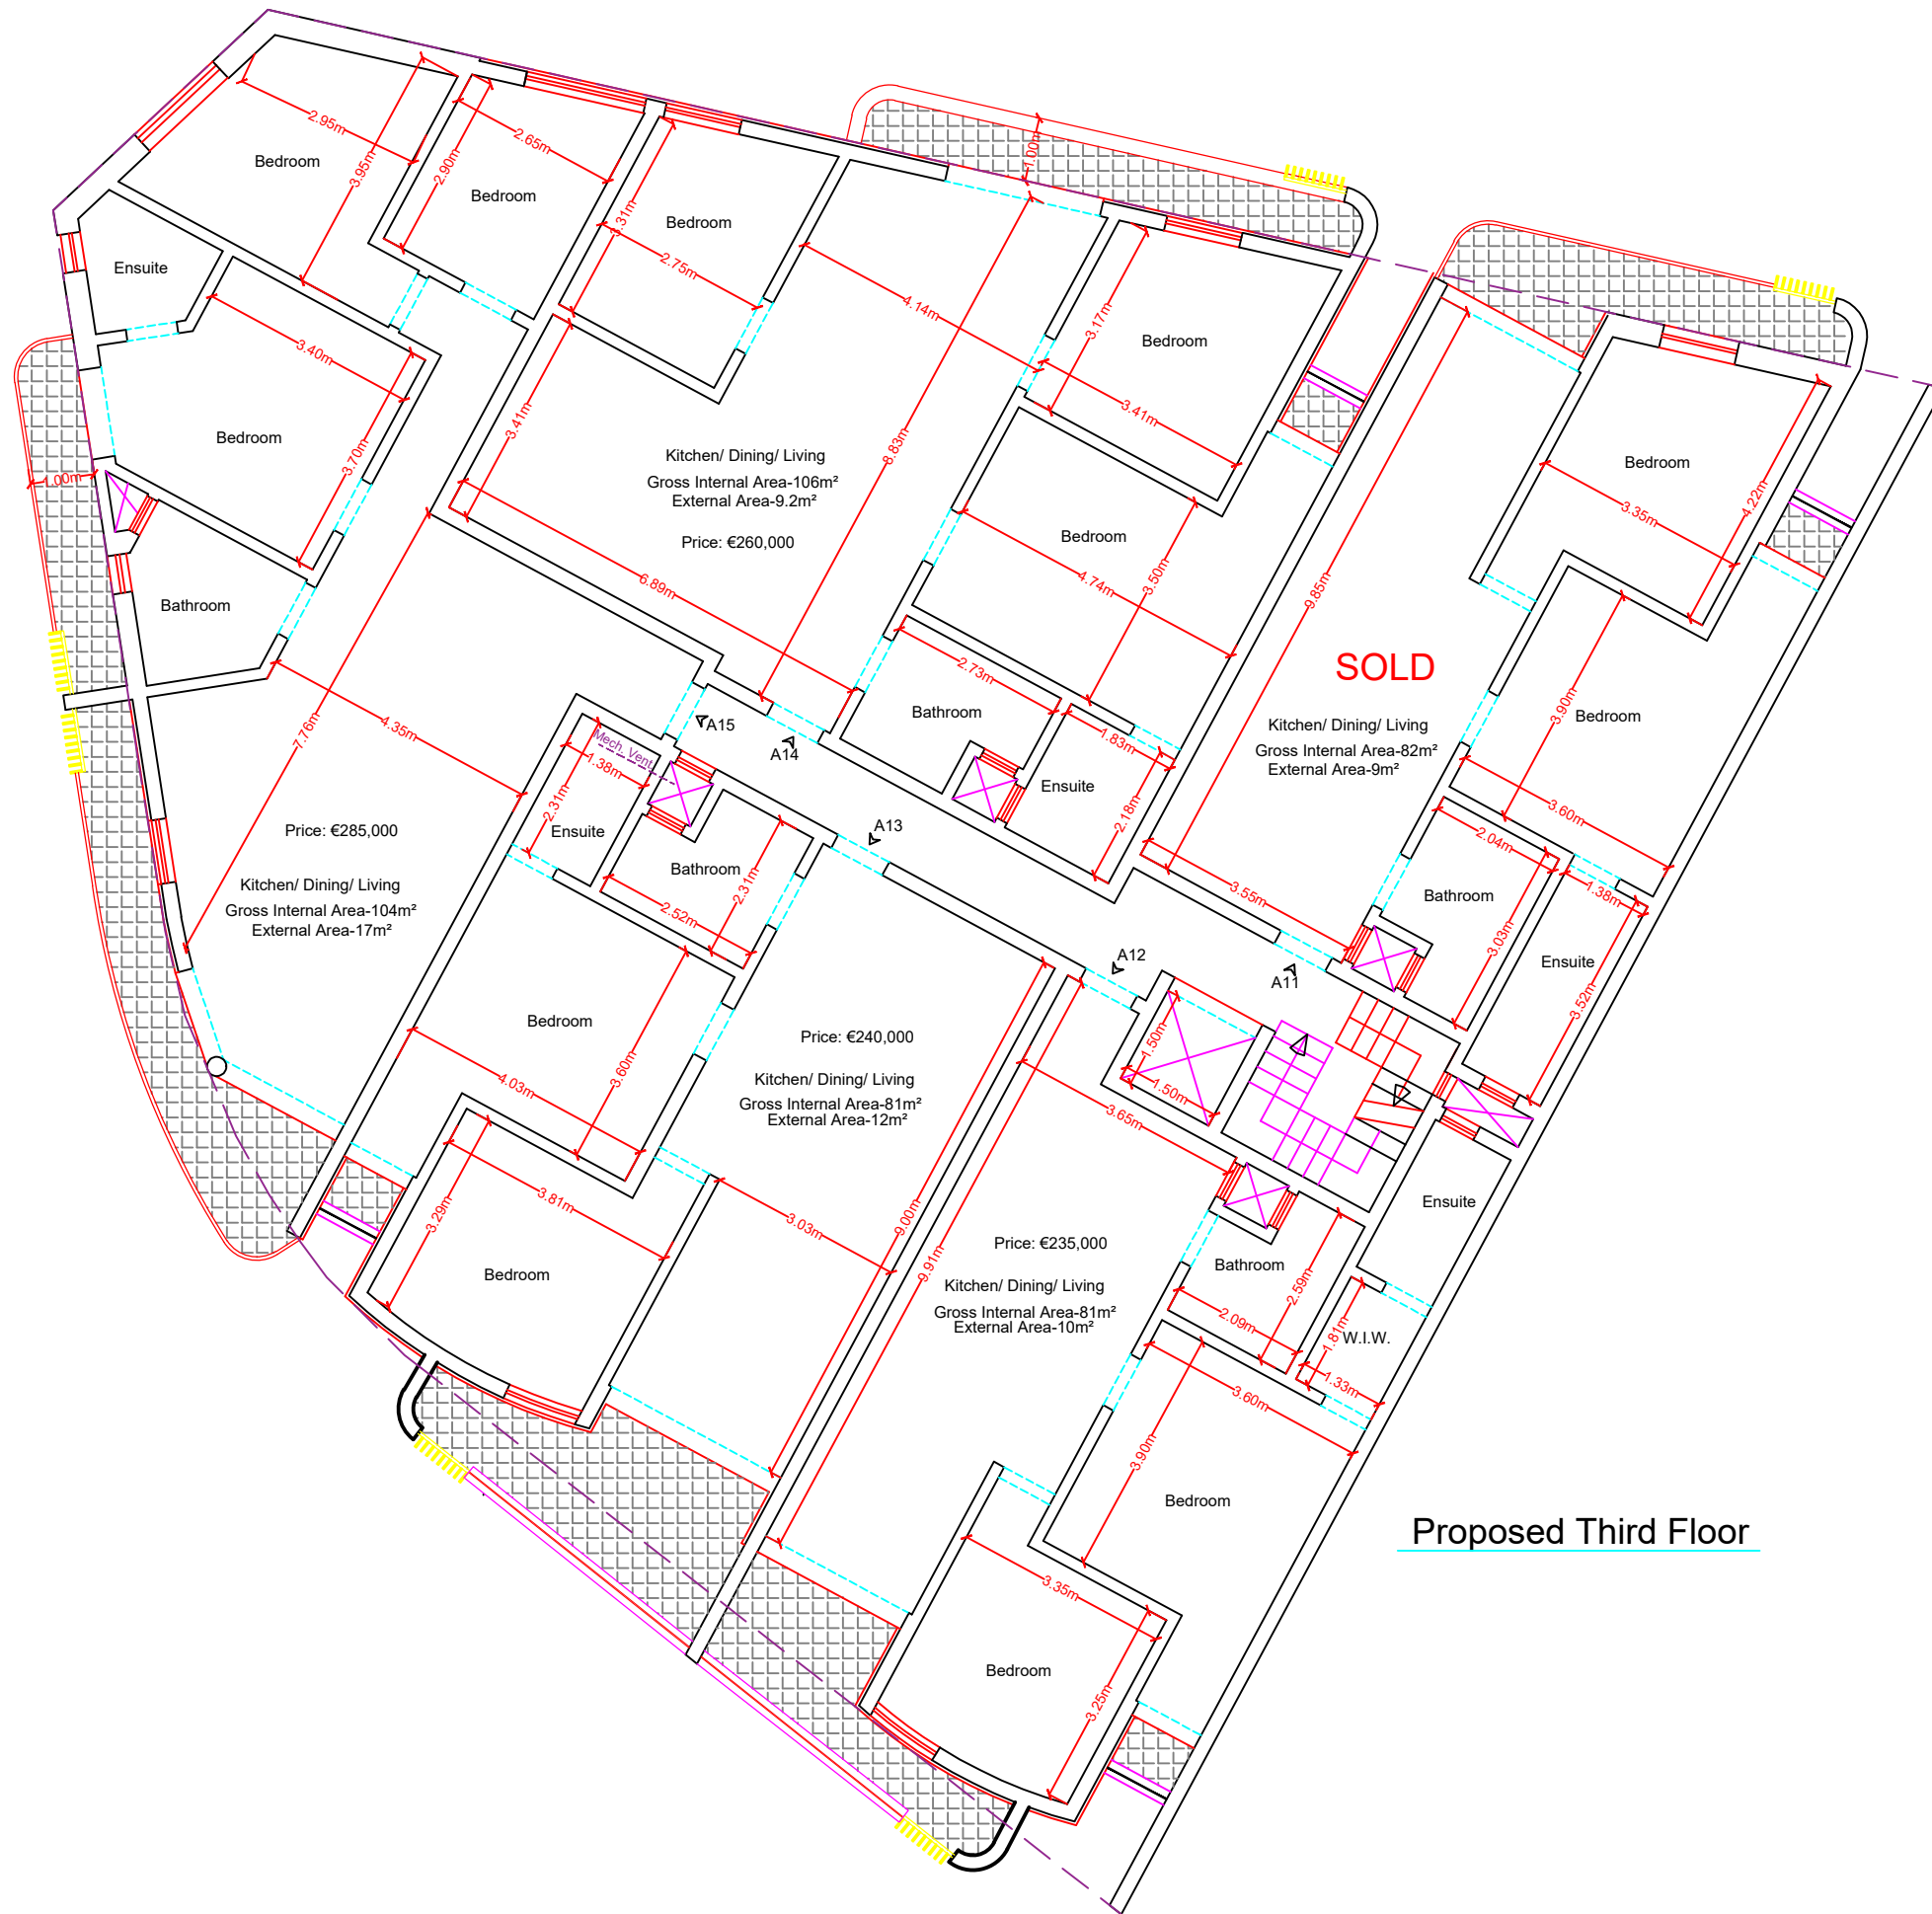 2.95m
Bedroom
3.95m
2.90m
2.65m
Bedroom
3.31m
Bedroom
2.75m
1.00m
Ensuite
3.40m
Bedroom
3.70m
1.00m
Bathroom
3.41m
4.14m
8.83m
Kitchen/ Dining/ Living
Gross Internal Area-106m²
External Area-9.2m²
Price: €260,000
6.89m
3.17m
Bedroom
3.41m
Bedroom
4.74m
3.50m
2.73m
Bathroom
1.83m
Ensuite
2.18m
9.85m
SOLD
Kitchen/ Dining/ Living
Gross Internal Area-82m²
External Area-9m²
3.55m
Bedroom
3.35m
4.22m
3.90m
Bedroom
3.60m
2.04m
Bathroom
3.03m
1.38m
Ensuite
3.52m
7.76m
4.35m
Price: €285,000
Kitchen/ Dining/ Living
Gross Internal Area-104m²
External Area-17m²
A15
A14
A13
A12
A11
Mech. Vent.
1.38m
2.31m
Ensuite
Bathroom
2.31m
2.52m
Bedroom
4.03m
3.60m
3.29m
3.81m
Bedroom
Price: €240,000
Kitchen/ Dining/ Living
Gross Internal Area-81m²
External Area-12m²
3.03m
9.00m
9.91m
1.50m
1.50m
3.65m
Price: €235,000
Kitchen/ Dining/ Living
Gross Internal Area-81m²
External Area-10m²
Bathroom
2.59m
2.09m
Ensuite
1.81m
W.I.W.
1.33m
3.60m
3.90m
Bedroom
3.35m
Bedroom
3.25m
Proposed Third Floor